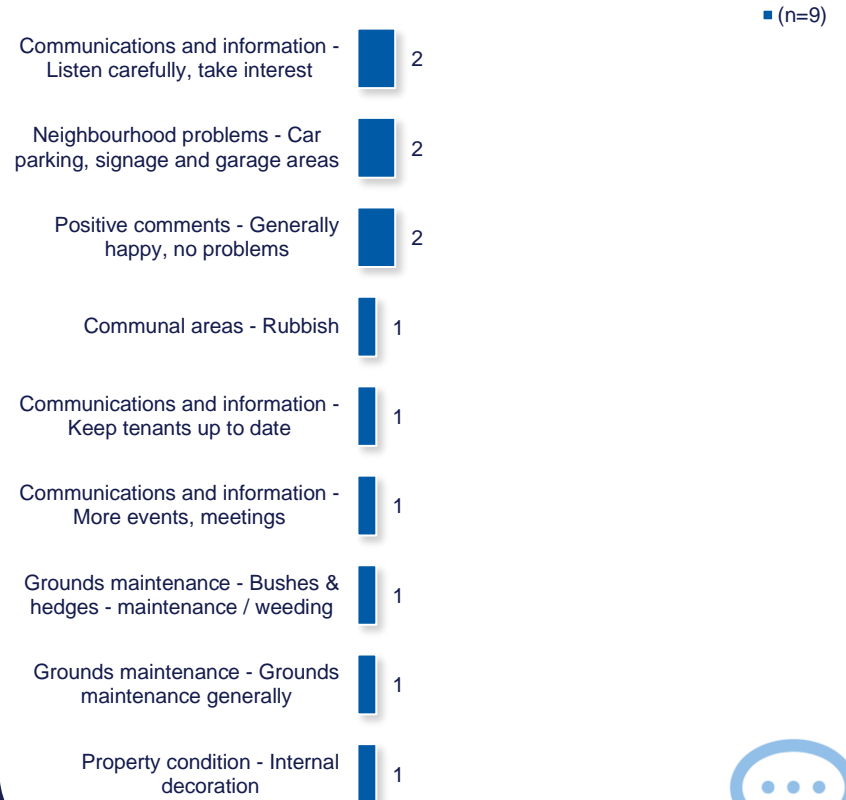 (n=9)
Communications and information -
Listen carefully, take interest
2
Neighbourhood problems - Car
parking, signage and garage areas
2
Positive comments - Generally
happy, no problems
2
Communal areas - Rubbish
1
Communications and information -
Keep tenants up to date
1
Communications and information -
More events, meetings
1
Grounds maintenance - Bushes &
hedges - maintenance / weeding
1
Grounds maintenance - Grounds
maintenance generally
1
Property condition - Internal
decoration
1